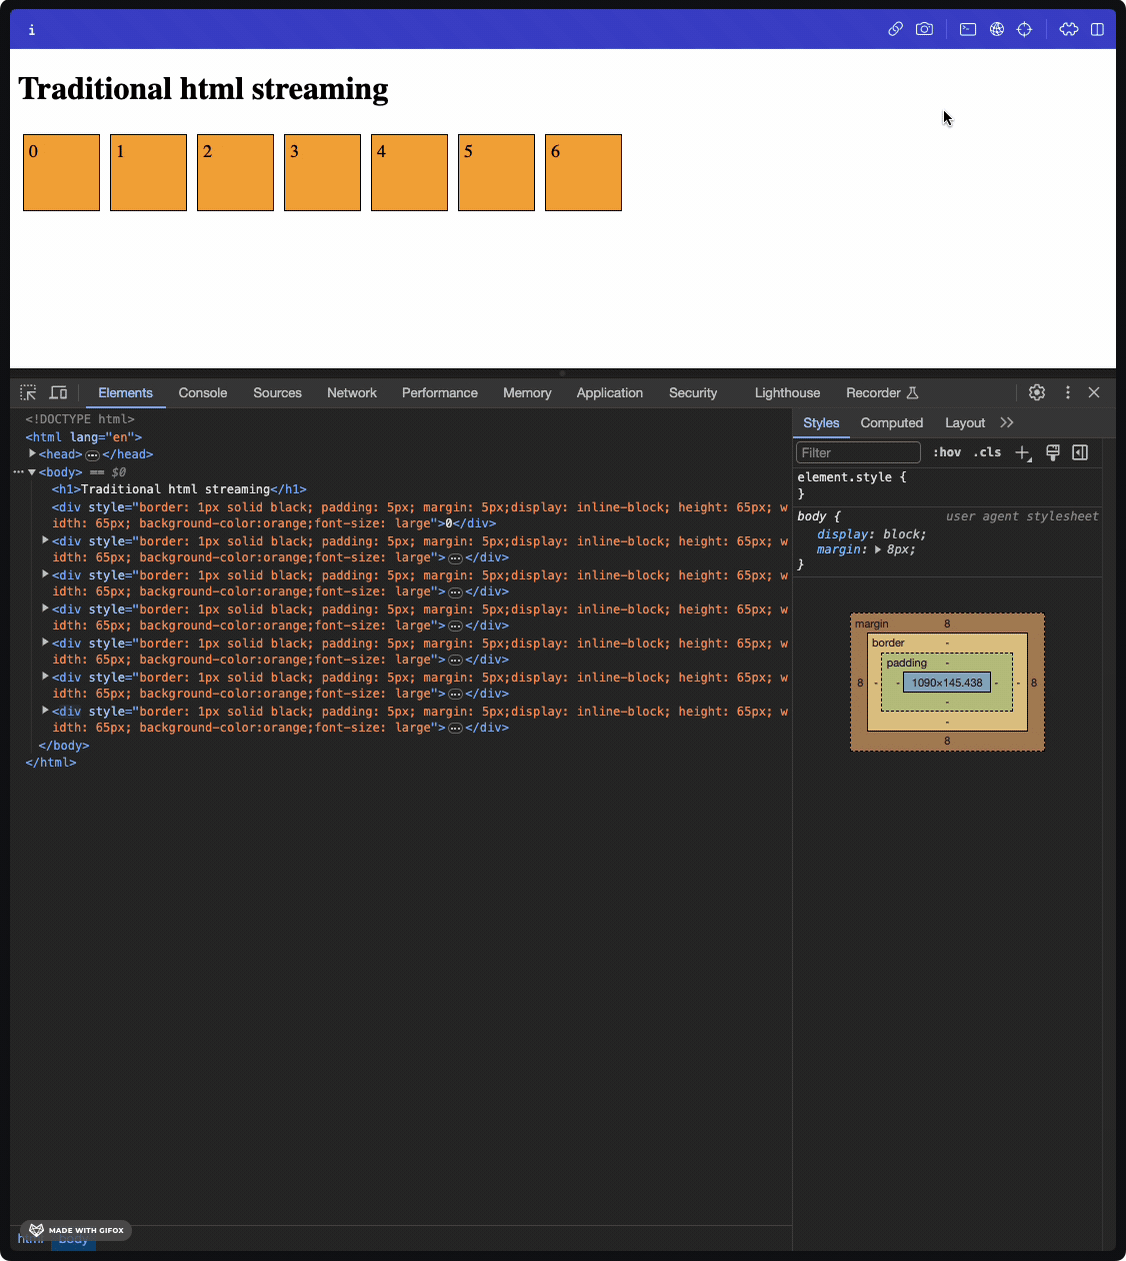 i
Traditional html streaming
0 1 2 3 4 5 6
Elements Console Sources Network Performance Memory Application Security Lighthouse Recorder
<!DOCTYPE html>
<html lang="en">
<head> … </head>
… <body> == $0
<h1>Traditional html streaming</h1>
<div style="border: 1px solid black; padding: 5px; margin: 5px;display: inline-block; height: 65px; w
idth: 65px; background-color:orange;font-size: large">0</div>
<div style="border: 1px solid black; padding: 5px; margin: 5px;display: inline-block; height: 65px; w
idth: 65px; background-color:orange;font-size: large"> … </div>
<div style="border: 1px solid black; padding: 5px; margin: 5px;display: inline-block; height: 65px; w
idth: 65px; background-color:orange;font-size: large"> … </div>
<div style="border: 1px solid black; padding: 5px; margin: 5px;display: inline-block; height: 65px; w
idth: 65px; background-color:orange;font-size: large"> … </div>
<div style="border: 1px solid black; padding: 5px; margin: 5px;display: inline-block; height: 65px; w
idth: 65px; background-color:orange;font-size: large"> … </div>
<div style="border: 1px solid black; padding: 5px; margin: 5px;display: inline-block; height: 65px; w
idth: 65px; background-color:orange;font-size: large"> … </div>
<div style="border: 1px solid black; padding: 5px; margin: 5px;display: inline-block; height: 65px; w
idth: 65px; background-color:orange;font-size: large"> … </div>
</body>
</html>
Styles Computed Layout
Filter :hov .cls
element.style {
}
body { user agent stylesheet
display: block;
margin: 8px;
}
margin 8
border -
padding -
8 - - 1090×145.438 - - 8
-
-
8
MADE WITH GIFOX
html body